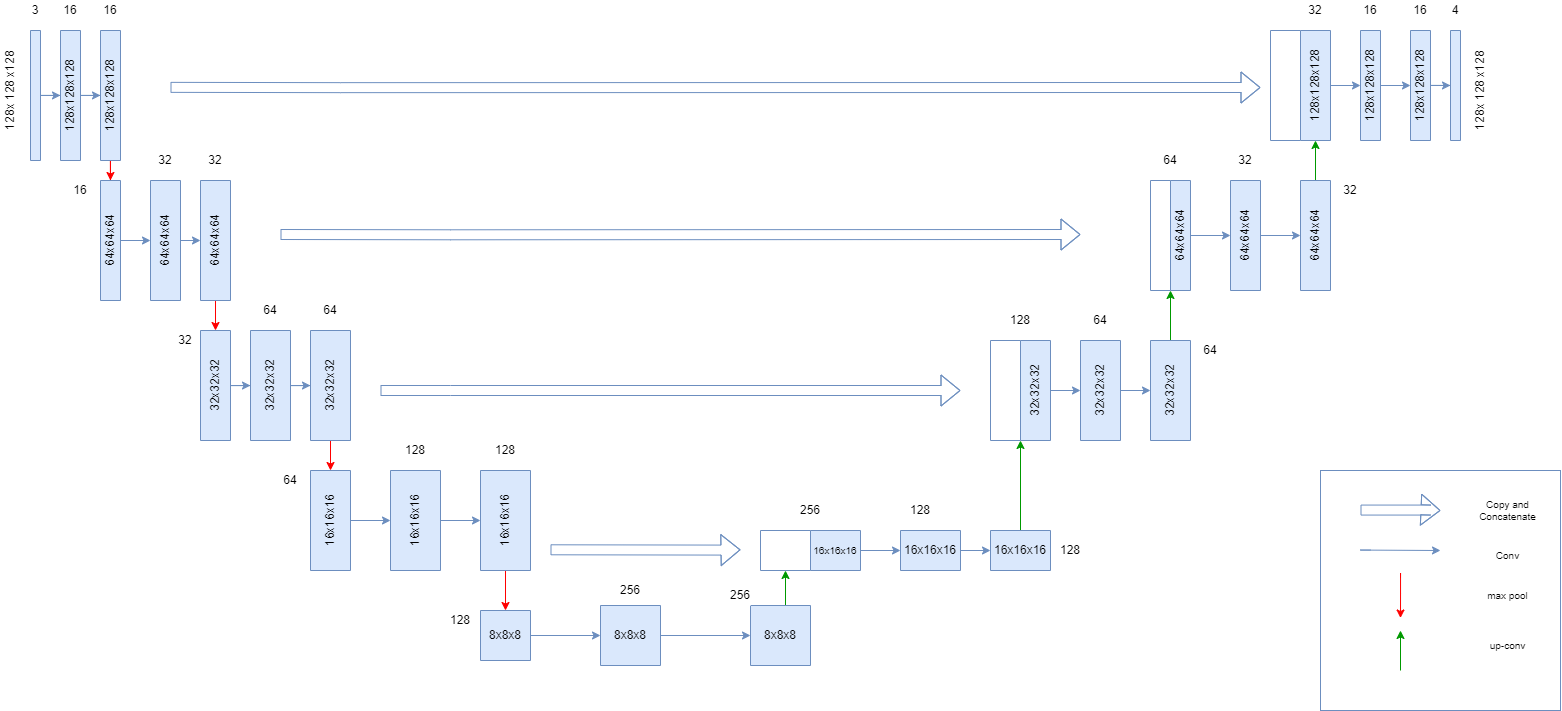 3
16
16
128x 128 x128
128x128x128
128x128x128
32
16
16
4
128x128x128
128x128x128
128x128x128
128x 128 x128
16
32
32
64x64x64
64x64x64
64x64x64
64
32
32
64x64x64
64x64x64
64x64x64
32
64
64
32x32x32
32x32x32
32x32x32
128
64
64
32x32x32
32x32x32
32x32x32
64
128
128
16x16x16
16x16x16
16x16x16
256
128
128
16x16x16
16x16x16
16x16x16
128
256
256
8x8x8
8x8x8
8x8x8
Copy and
Concatenate
Conv
max pool
up-conv